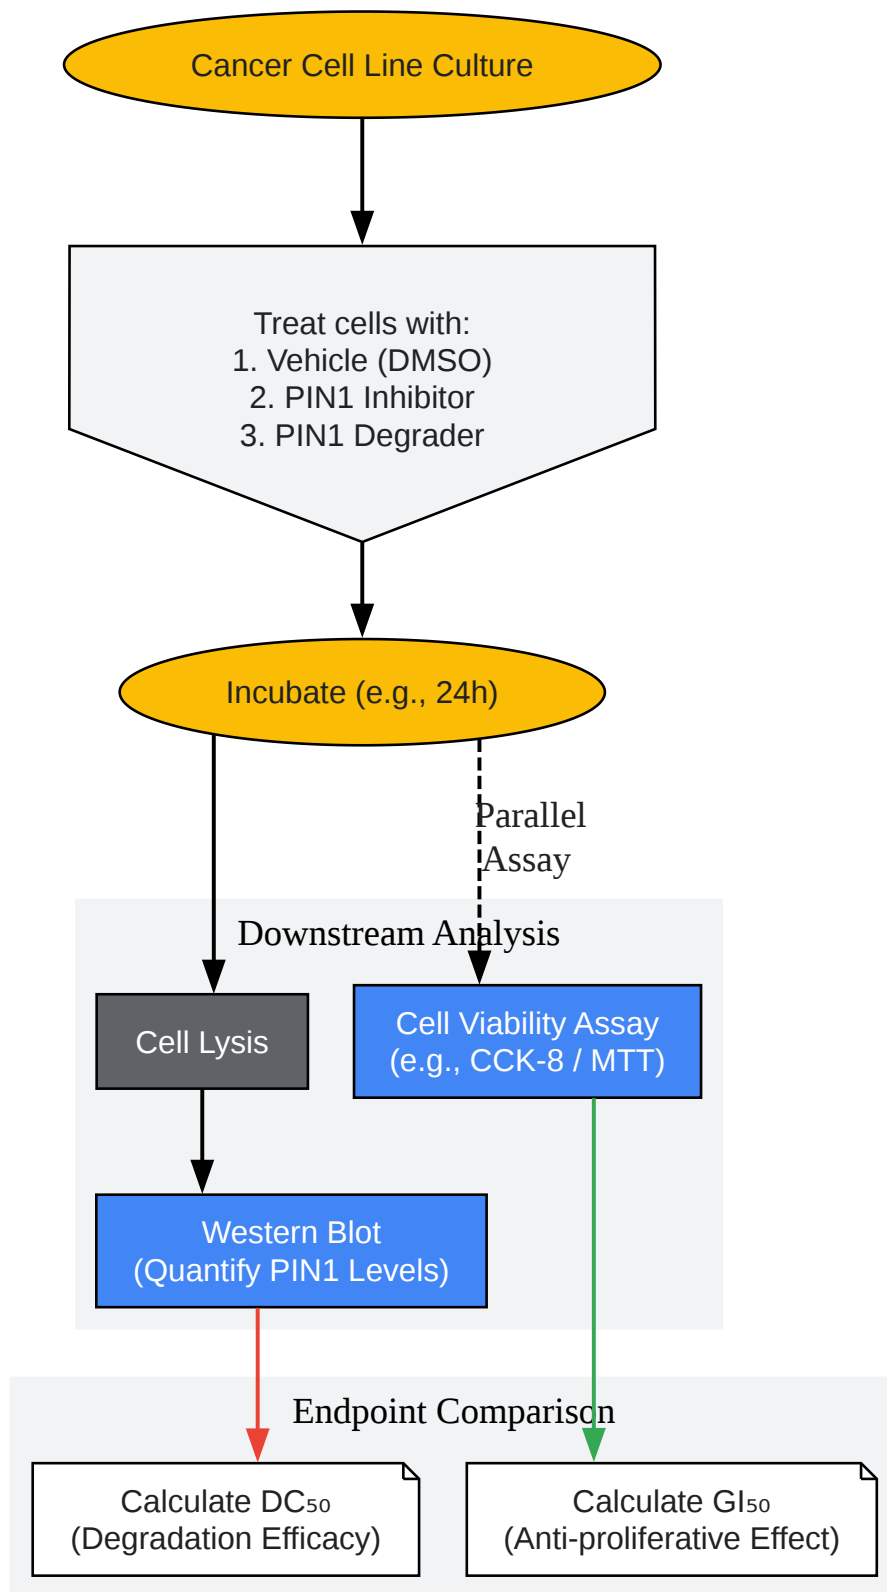 Cancer Cell Line Culture
Treat cells with:
1. Vehicle (DMSO)
2. PIN1 Inhibitor
3. PIN1 Degrader
Incubate (e.g., 24h)
Parallel
Assay
Downstream Analysis
Cell Lysis
Cell Viability Assay
(e.g., CCK-8 / MTT)
Western Blot
(Quantify PIN1 Levels)
Endpoint Comparison
Calculate DC₅₀
(Degradation Efficacy)
Calculate GI₅₀
(Anti-proliferative Effect)